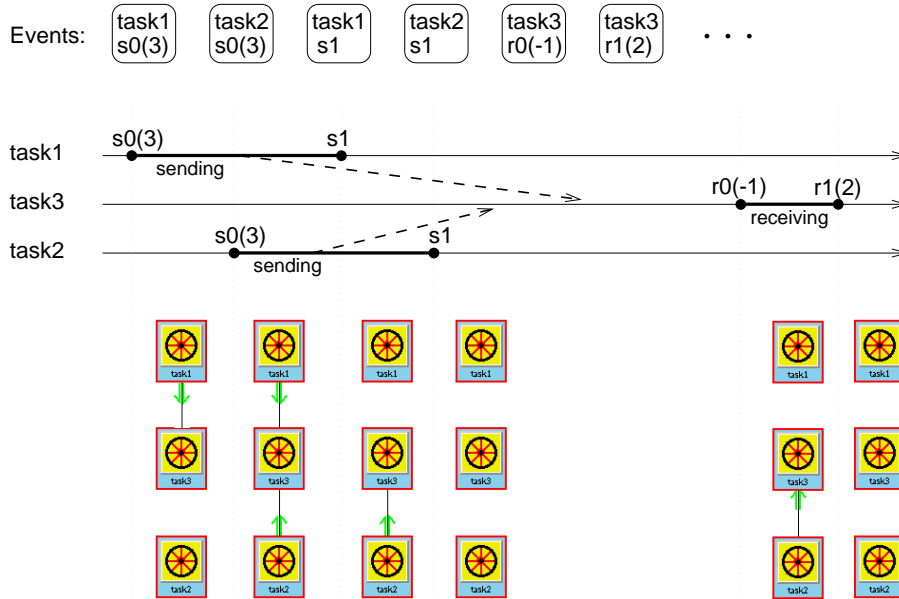 Events:
task1
s0(3)
task2
s0(3)
task1
s1
task2
s1
task3
r0(-1)
task3
r1(2)
. . .
s0(3)
s1
task1
sending
r0(-1)
r1(2)
task3
receiving
s0(3)
s1
task2
sending
task1
task1
task1
task1
task1
task1
task3
task3
task3
task3
task3
task3
task2
task2
task2
task2
task2
task2